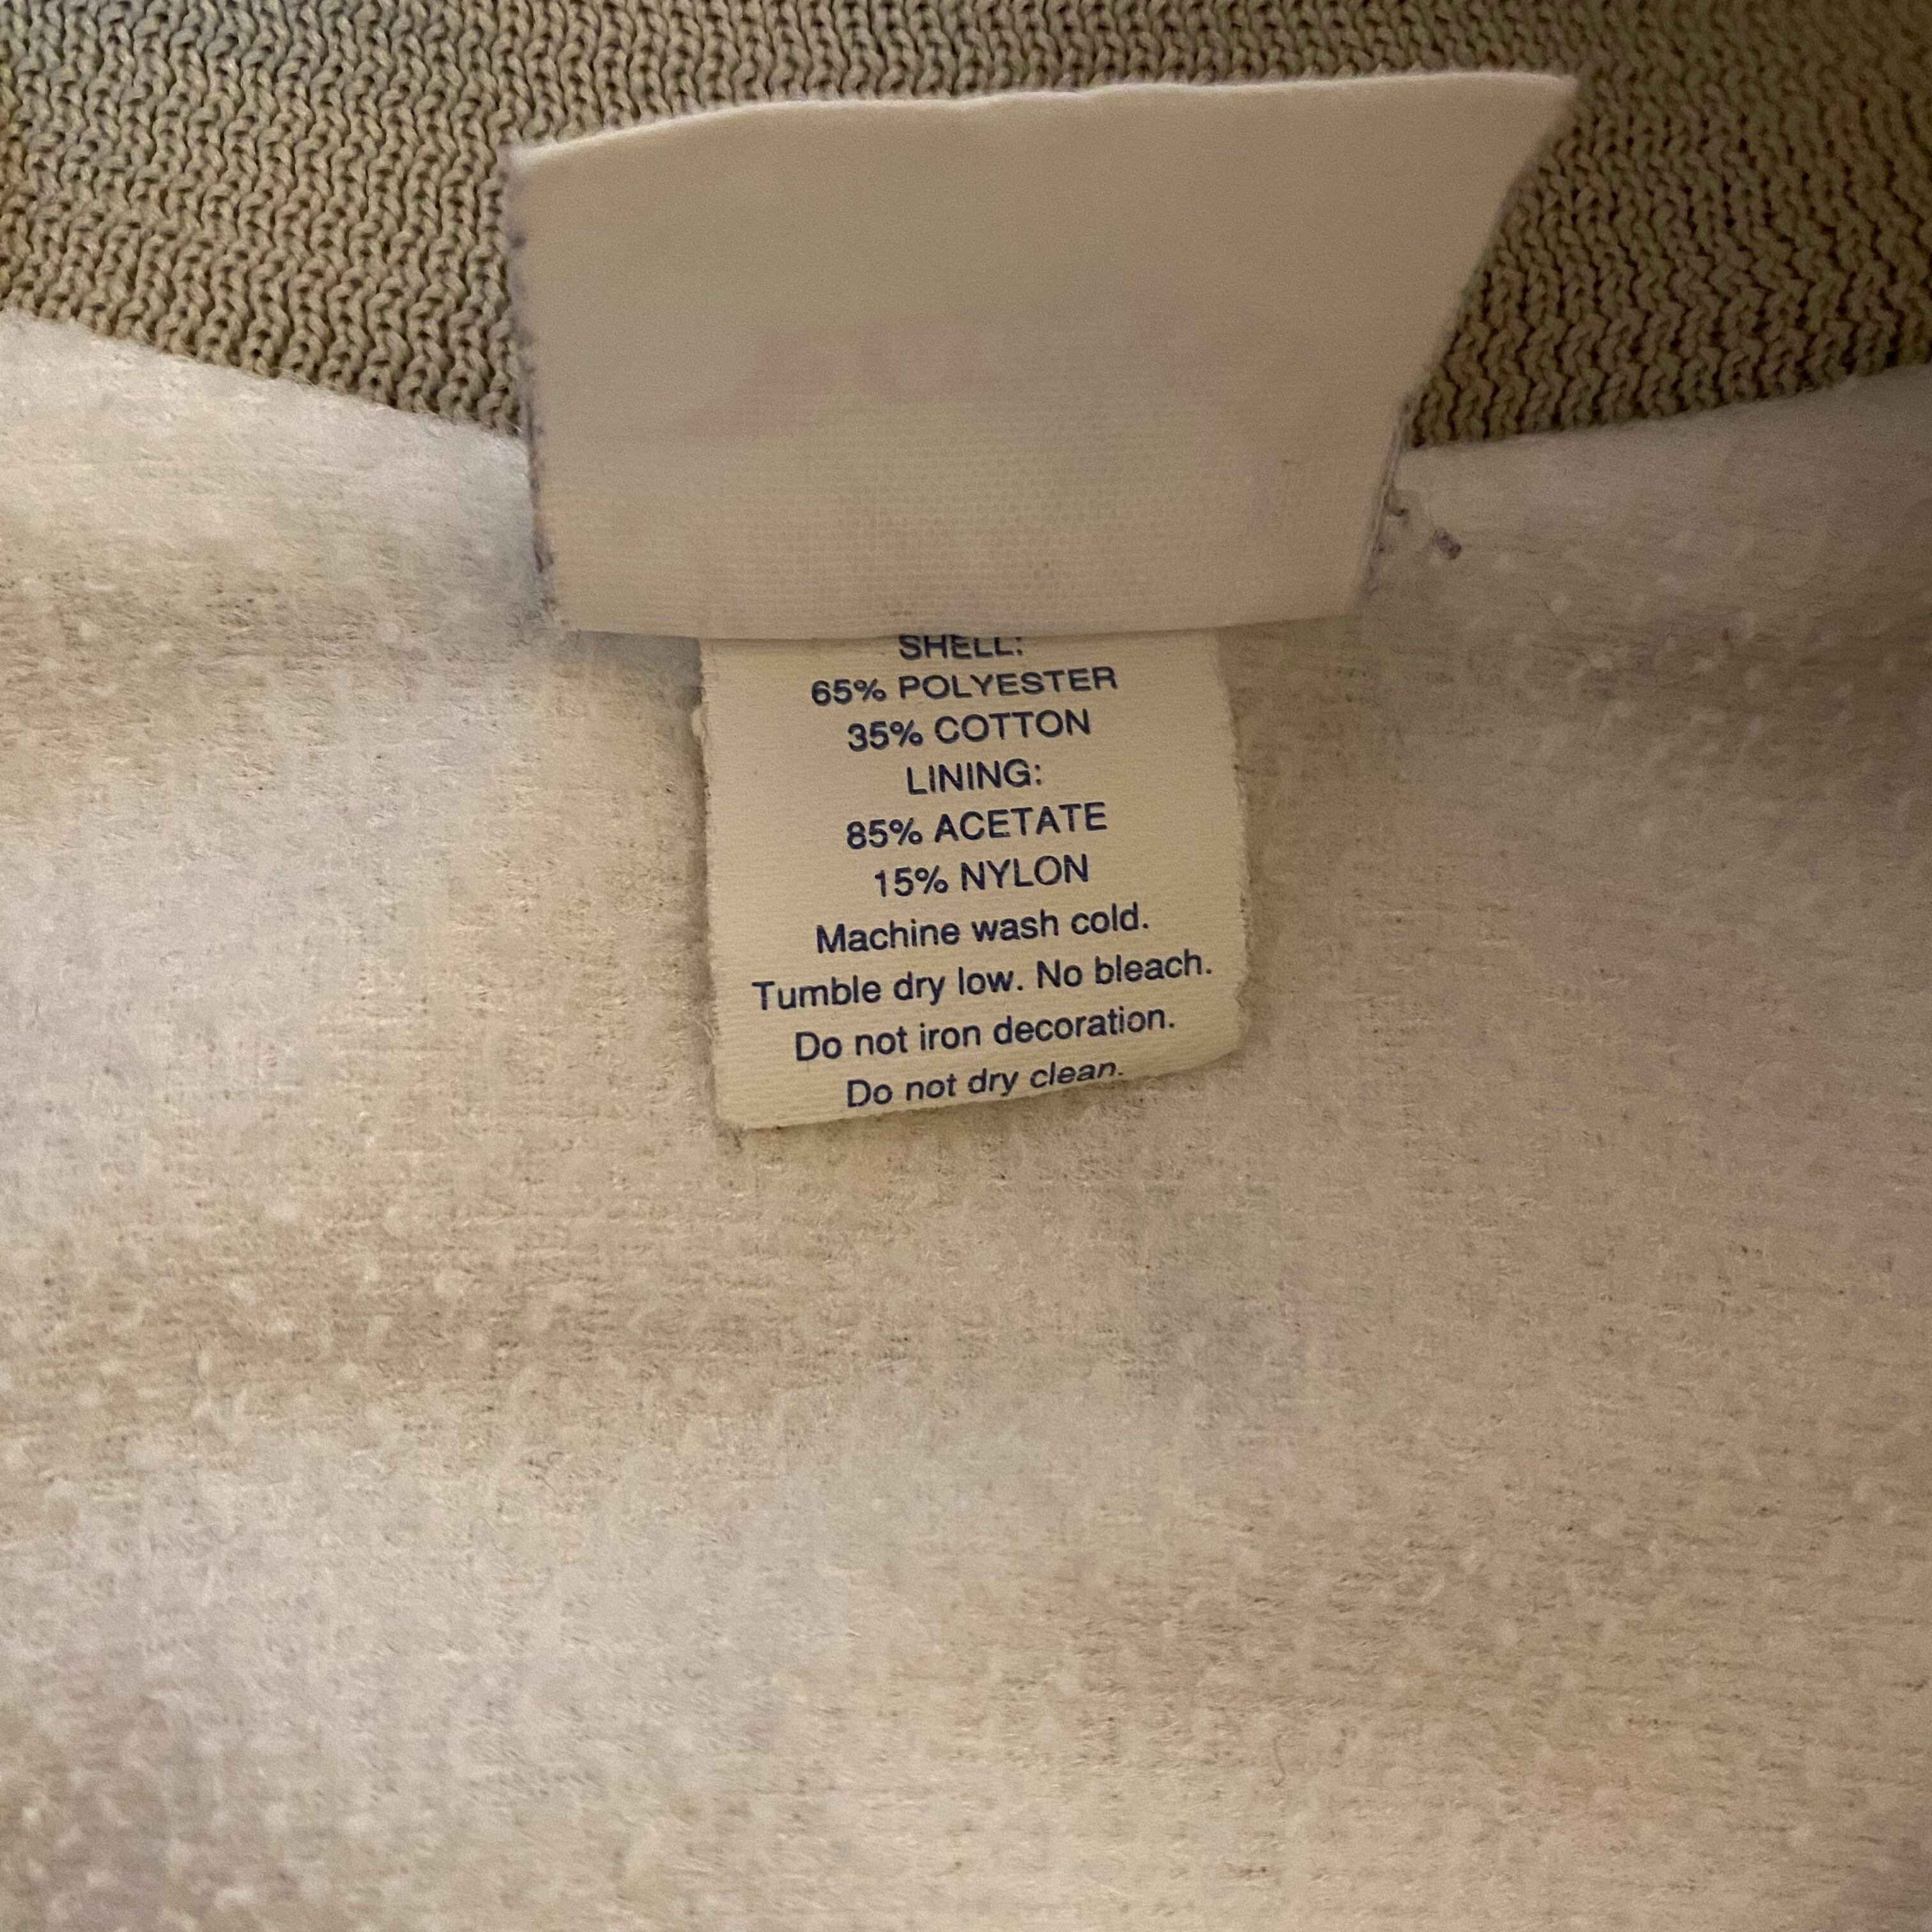 SHELL:
65% POLYESTER
35% COTTON
LINING:
85% ACETATE
15% NYLON
Machine wash cold.
Tumble dry low. No bleach.
Do not iron decoration.
Do not dry clean.